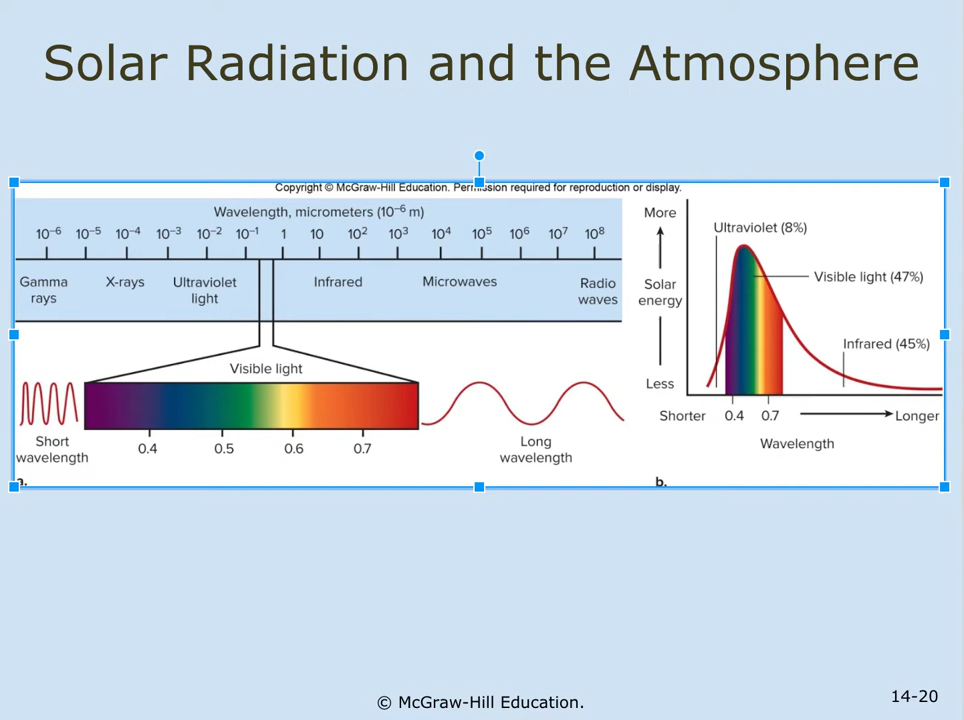 Solar Radiation and the Atmosphere
Copyright © McGraw-Hill Education. Permission required for reproduction or display.
Wavelength, micrometers (10⁻⁶ m)
10⁻⁶ 10⁻⁵ 10⁻⁴ 10⁻³ 10⁻² 10⁻¹ 1 10 10² 10³ 10⁴ 10⁵ 10⁶ 10⁷ 10⁸
Gamma rays
X-rays
Ultraviolet light
Infrared
Microwaves
Radio waves
Visible light
Short wavelength
0.4 0.5 0.6 0.7
Long wavelength
a.
More
Solar energy
Less
Ultraviolet (8%)
Visible light (47%)
Infrared (45%)
Shorter 0.4 0.7 Longer
Wavelength
b.
© McGraw-Hill Education.
14-20